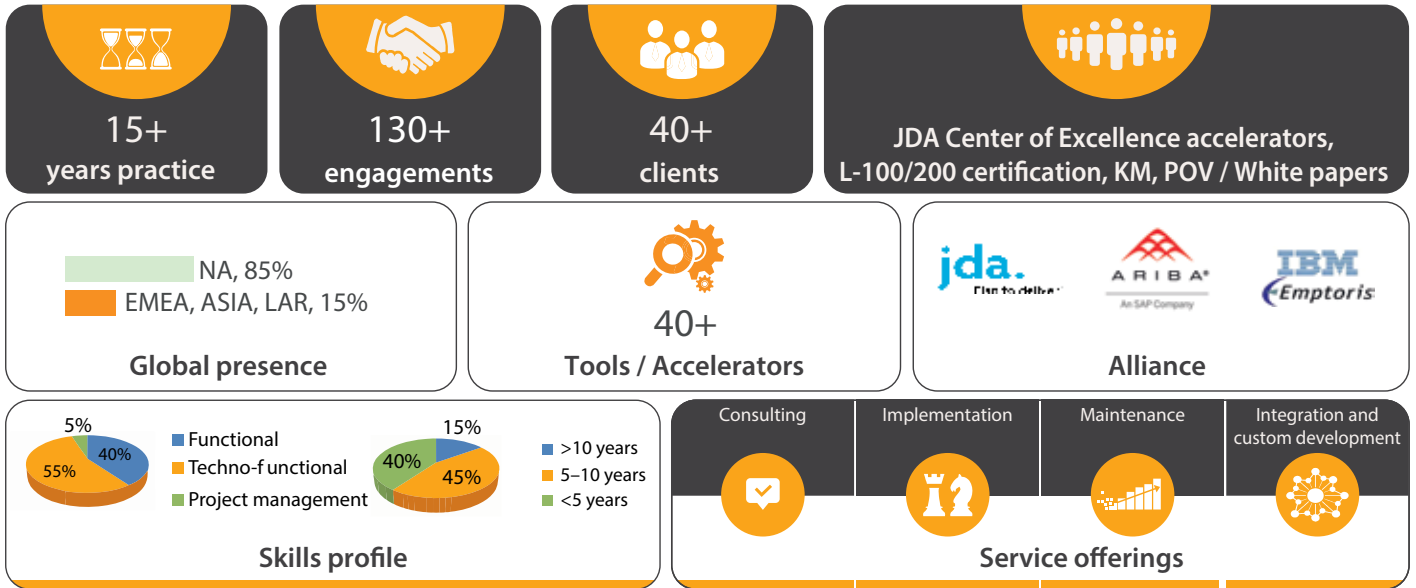 15+
years practice
130+
engagements
40+
clients
JDA Center of Excellence accelerators,
L-100/200 certification, KM, POV / White papers
NA, 85%
EMEA, ASIA, LAR, 15%
Global presence
40+
Tools / Accelerators
jda.
Plan to deliver
ARIBA®
An SAP Company
IBM
Emptoris
Alliance
5%
40%
55%
Functional
Techno-f unctional
Project management
15%
45%
40%
>10 years
5–10 years
<5 years
Skills profile
Consulting
Implementation
Maintenance
Integration and
custom development
Service offerings